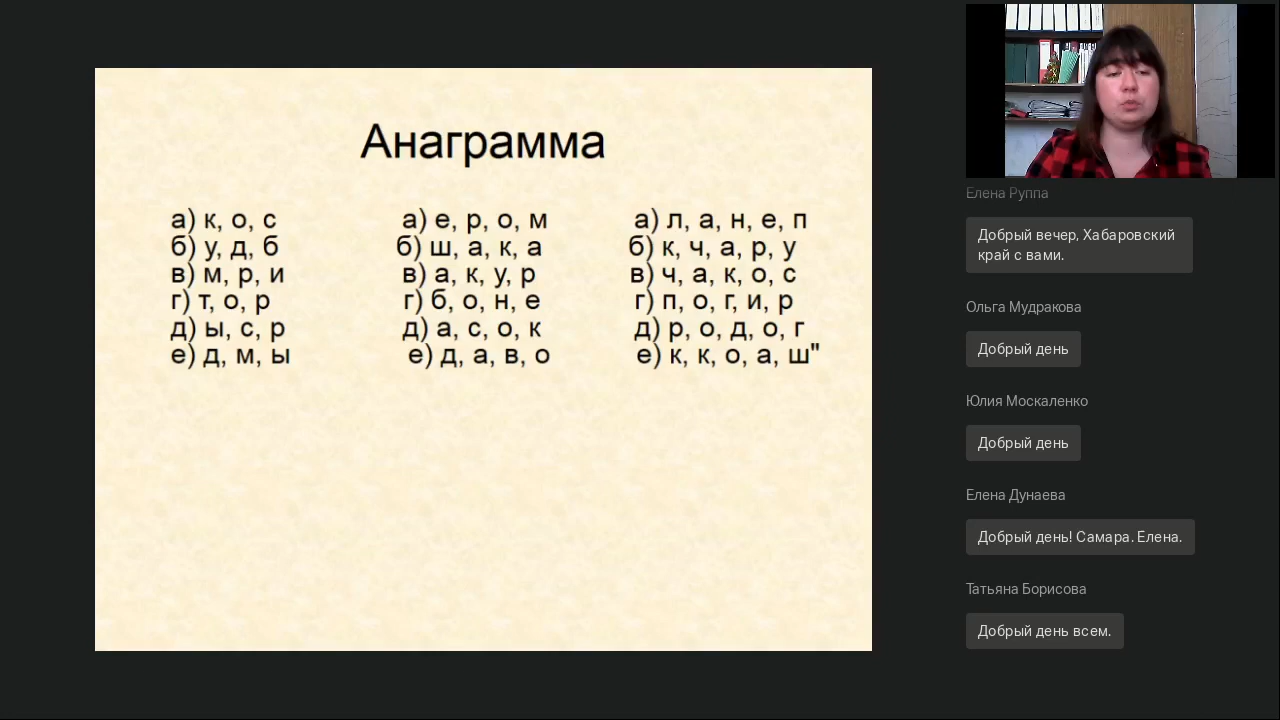 Анаграмма
а) к, о, с
б) у, д, б
в) м, р, и
г) т, о, р
д) ы, с, р
е) д, м, ы
а) е, р, о, м
б) ш, а, к, а
в) а, к, у, р
г) б, о, н, е
д) а, с, о, к
е) д, а, в, о
а) л, а, н, е, п
б) к, ч, а, р, у
в) ч, а, к, о, с
г) п, о, г, и, р
д) р, о, д, о, г
е) к, к, о, а, ш"
Елена Руппа
Добрый вечер, Хабаровский
край с вами.
Ольга Мудракова
Добрый день
Юлия Москаленко
Добрый день
Елена Дунаева
Добрый день! Самара. Елена.
Татьяна Борисова
Добрый день всем.